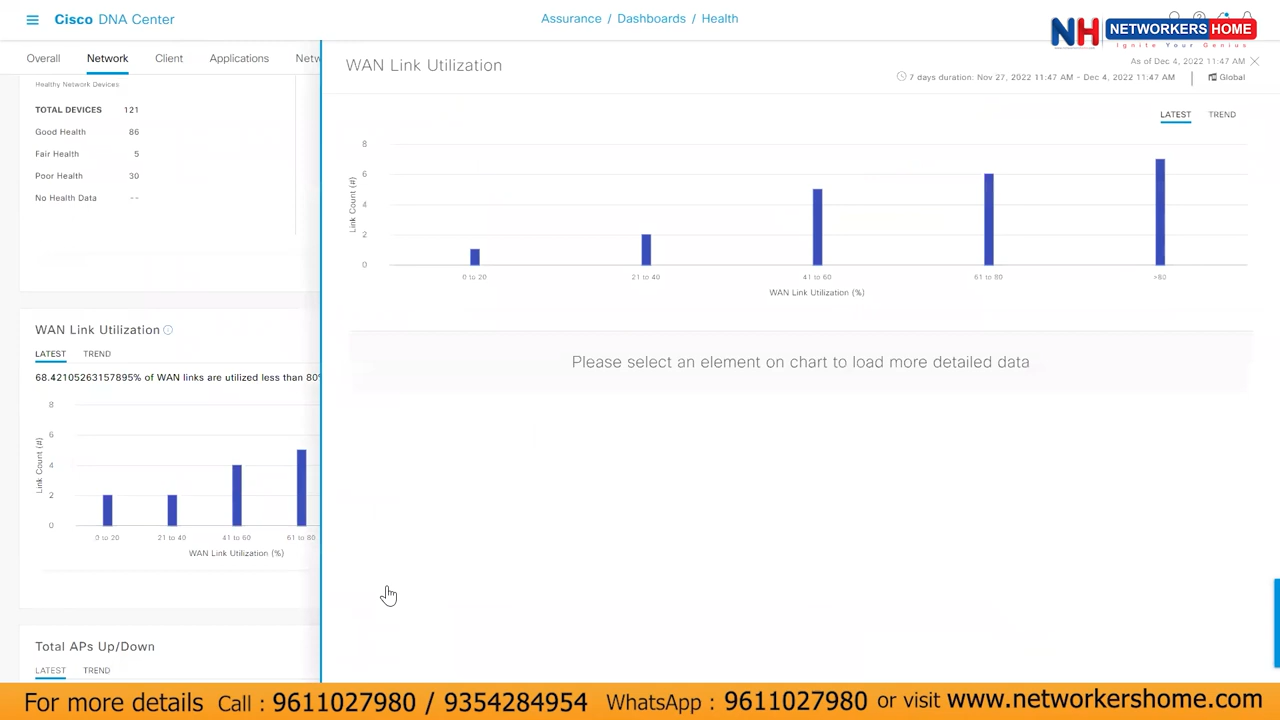 Cisco DNA Center
Assurance / Dashboards / Health
NH NETWORKERS HOME
Ignite Your Genius
Overall Network Client Applications Netw
Healthy Network Devices
TOTAL DEVICES 121
Good Health 86
Fair Health 5
Poor Health 30
No Health Data --
WAN Link Utilization
LATEST TREND
68.42105263157895% of WAN links are utilized less than 80%
8
6
4
2
0
Link Count (#)
0 to 20 21 to 40 41 to 60 61 to 80
WAN Link Utilization (%)
Total APs Up/Down
LATEST TREND
WAN Link Utilization
As of Dec 4, 2022 11:47 AM
7 days duration: Nov 27, 2022 11:47 AM - Dec 4, 2022 11:47 AM
Global
LATEST TREND
8
6
4
2
0
Link Count (#)
0 to 20 21 to 40 41 to 60 61 to 80 >80
WAN Link Utilization (%)
Please select an element on chart to load more detailed data
For more details Call : 9611027980 / 9354284954 WhatsApp : 9611027980 or visit www.networkershome.com